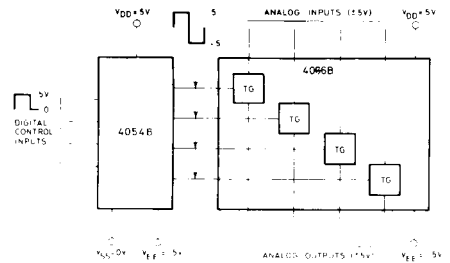 VDD = 5V
5
-5
ANALOG INPUTS (±5V)
VDD = 5V
4066B
TG
TG
TG
TG
5V
0
DIGITAL
CONTROL
INPUTS
4054B
VSS=0V
VEE = 5V
ANALOG OUTPUTS (±5V)
VEE = 5V